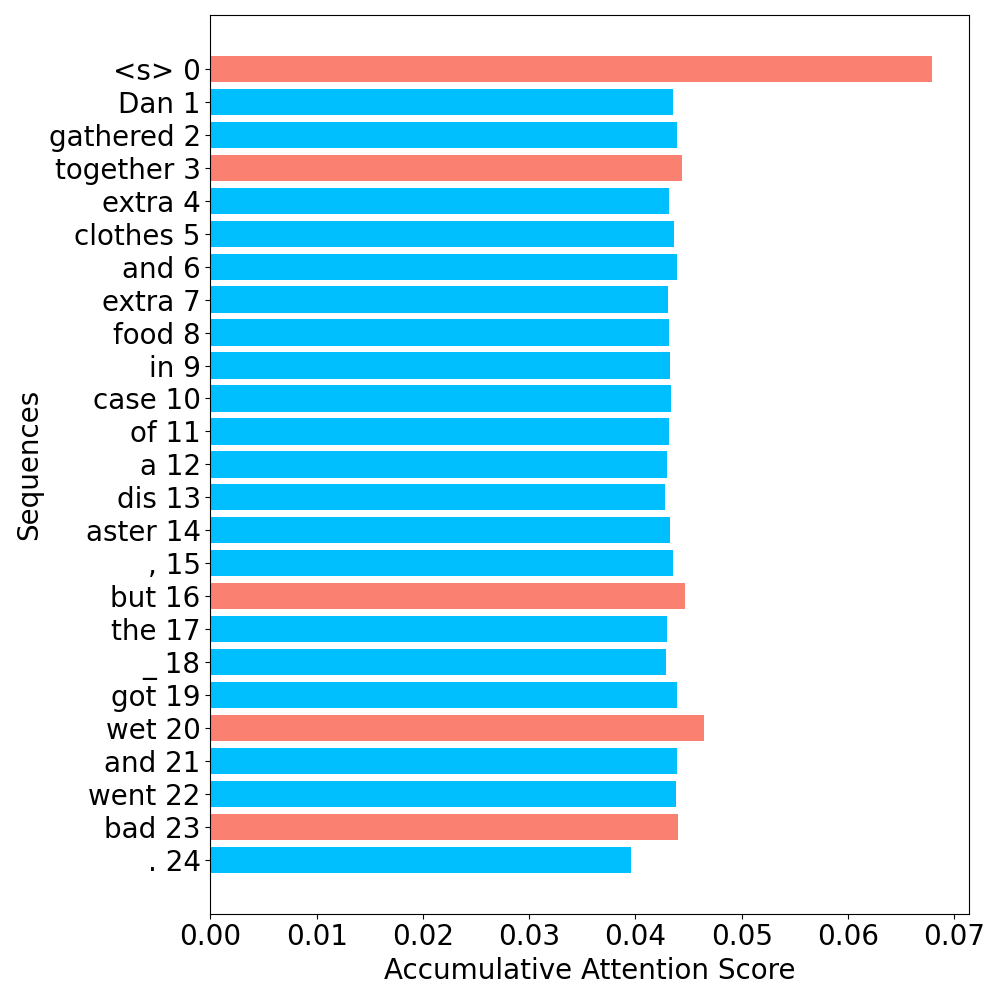 <s> 0
Dan 1
gathered 2
together 3
extra 4
clothes 5
and 6
extra 7
food 8
in 9
case 10
of 11
a 12
dis 13
aster 14
, 15
but 16
the 17
_ 18
got 19
wet 20
and 21
went 22
bad 23
. 24
Sequences
0.00 0.01 0.02 0.03 0.04 0.05 0.06 0.07
Accumulative Attention Score